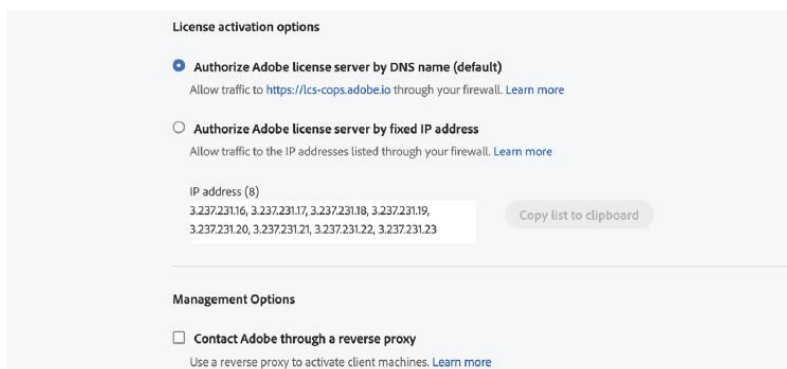 License activation options
Authorize Adobe license server by DNS name (default)
Allow traffic to https://lcs-cops.adobe.io through your firewall. Learn more
Authorize Adobe license server by fixed IP address
Allow traffic to the IP addresses listed through your firewall. Learn more
IP address (8)
3.237.231.16, 3.237.231.17, 3.237.231.18, 3.237.231.19,
3.237.231.20, 3.237.231.21, 3.237.231.22, 3.237.231.23
Copy list to clipboard
Management Options
Contact Adobe through a reverse proxy
Use a reverse proxy to activate client machines. Learn more